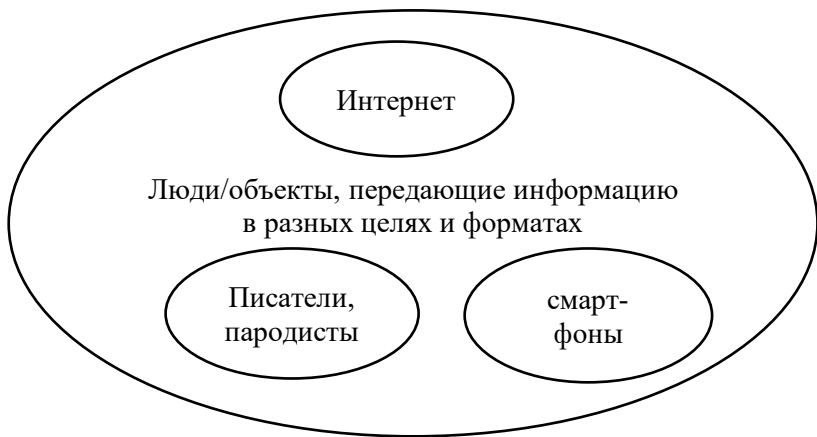 Интернет
Люди/объекты, передающие информацию
в разных целях и форматах
Писатели,
пародисты
смарт-
фоны